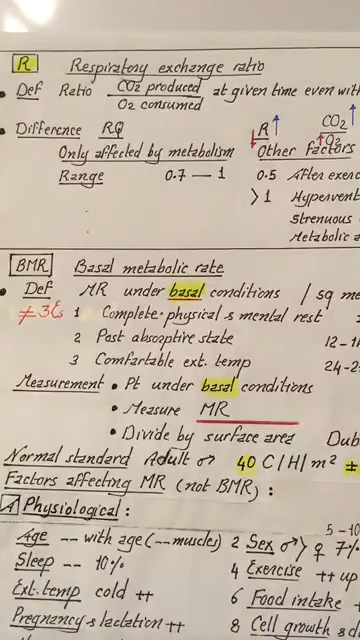 R Respiratory exchange ratio
• Def Ratio CO2 produced / O2 consumed at given time even with
• Difference RQ R ↑ CO2 ↑ / O2
Only affected by metabolism Other factors
Range 0.7 — 1 0.5 After exerc
> 1 Hypervent
Strenuous
Metabolic a
BMR Basal metabolic rate
• Def MR under basal conditions / sq me
1 Complete physical & mental rest
2 Post absorptive state 12-1
3 Comfartable ext. temp 24-2
Measurement • Pt under basal conditions
• Measure MR
• Divide by surface area Dub
Normal standard Adult ♂ 40 C/H/m² ±
Factors affecting MR (not BMR) :
A Physiological : 5-10
Age -- with age (-- muscles) 2 Sex ♂ > ♀ 7%
Sleep -- 10% 4 Exercise ++ up
Ext. temp cold ++ 6 Food intake +
Pregnancy & lactation ++ 8 Cell growth &